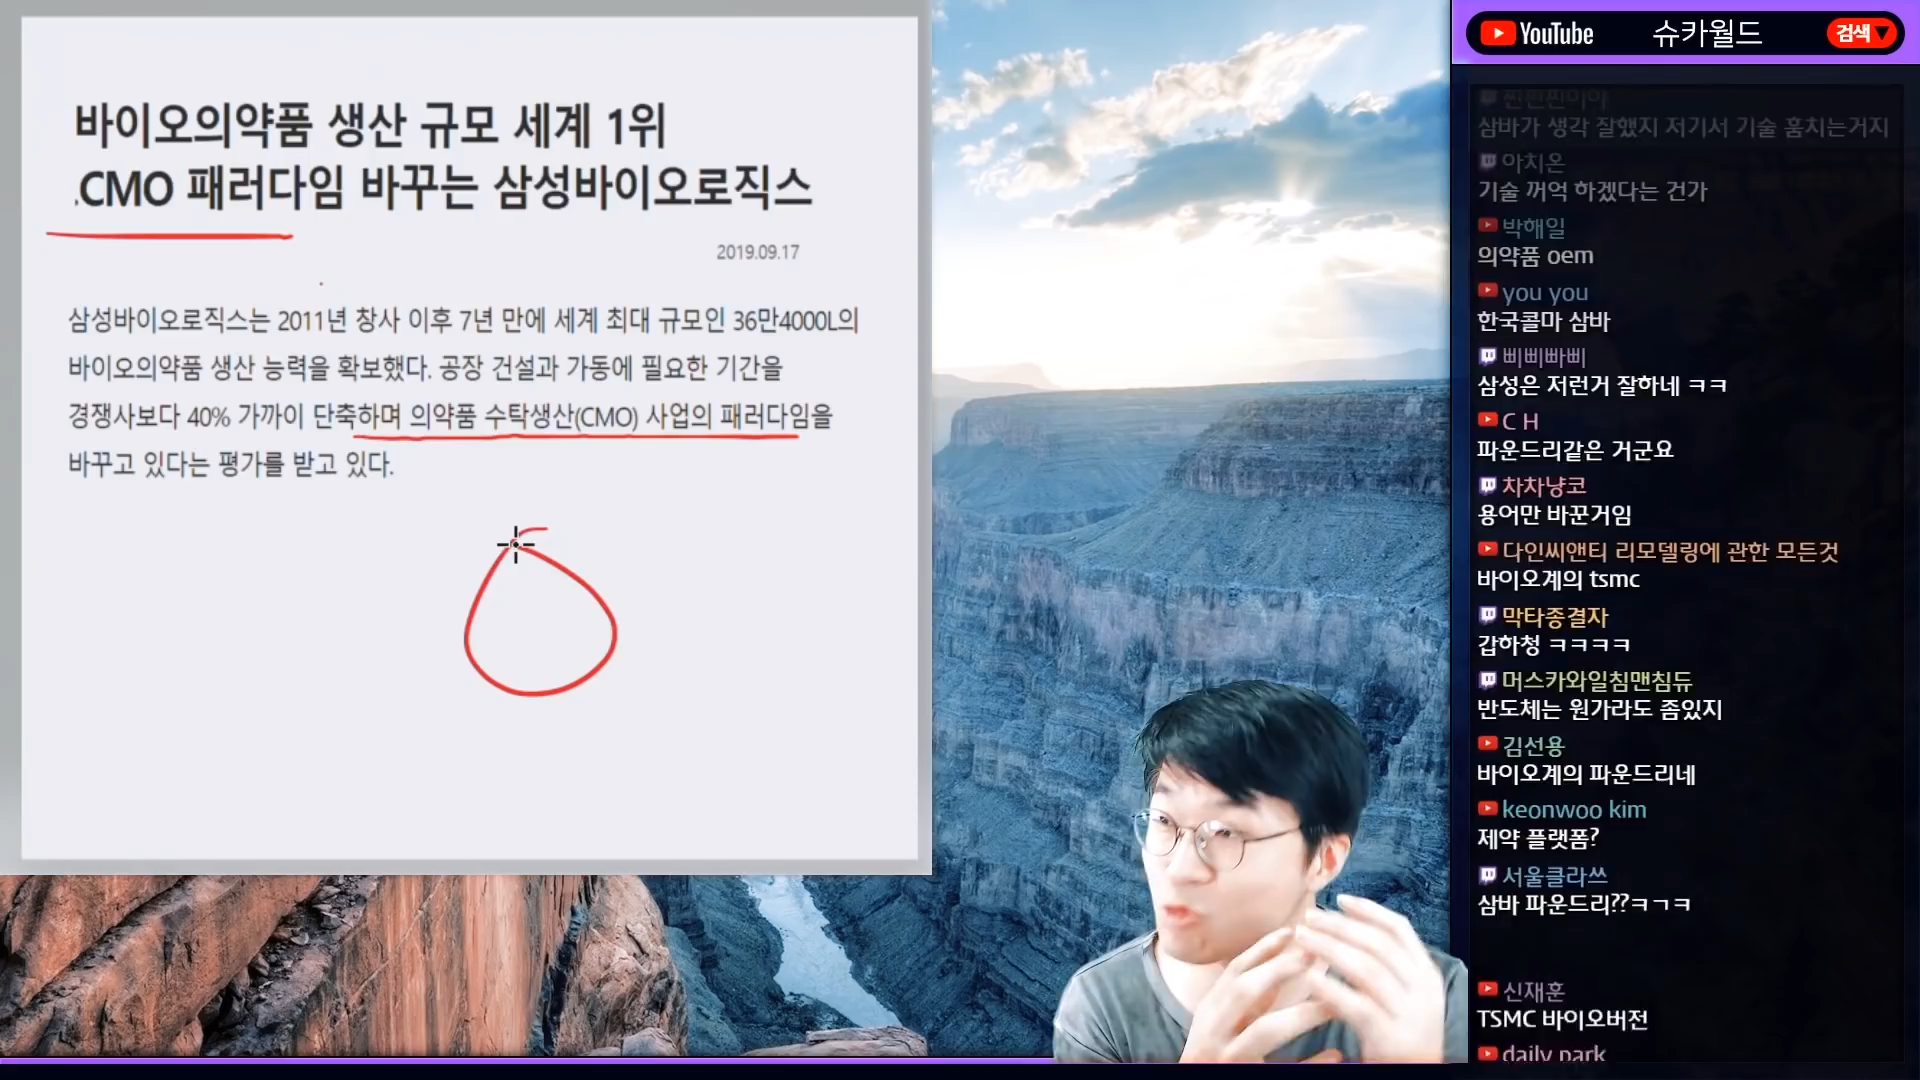 바이오의약품 생산 규모 세계 1위
.CMO 패러다임 바꾸는 삼성바이오로직스
2019.09.17
삼성바이오로직스는 2011년 창사 이후 7년 만에 세계 최대 규모인 36만4000L의
바이오의약품 생산 능력을 확보했다. 공장 건설과 가동에 필요한 기간을
경쟁사보다 40% 가까이 단축하며 의약품 수탁생산(CMO) 사업의 패러다임을
바꾸고 있다는 평가를 받고 있다.
YouTube 슈카월드 검색
삼바가 생각 잘했지 저기서 기술 훔치는거지
아치온
기술 꺼억 하겠다는 건가
박해일
의약품 oem
you you
한국콜마 삼바
삐삐빠삐
삼성은 저런거 잘하네 ㅋㅋ
C H
파운드리같은 거군요
차차냥코
용어만 바꾼거임
다인씨앤티 리모델링에 관한 모든것
바이오계의 tsmc
막타종결자
갑하청 ㅋㅋㅋㅋ
머스카와일침맨침듀
반도체는 원가라도 좀있지
김선용
바이오계의 파운드리네
keonwoo kim
제약 플랫폼?
서울클라쓰
삼바 파운드리??ㅋㄱㅋ
신재훈
TSMC 바이오버전
daily park